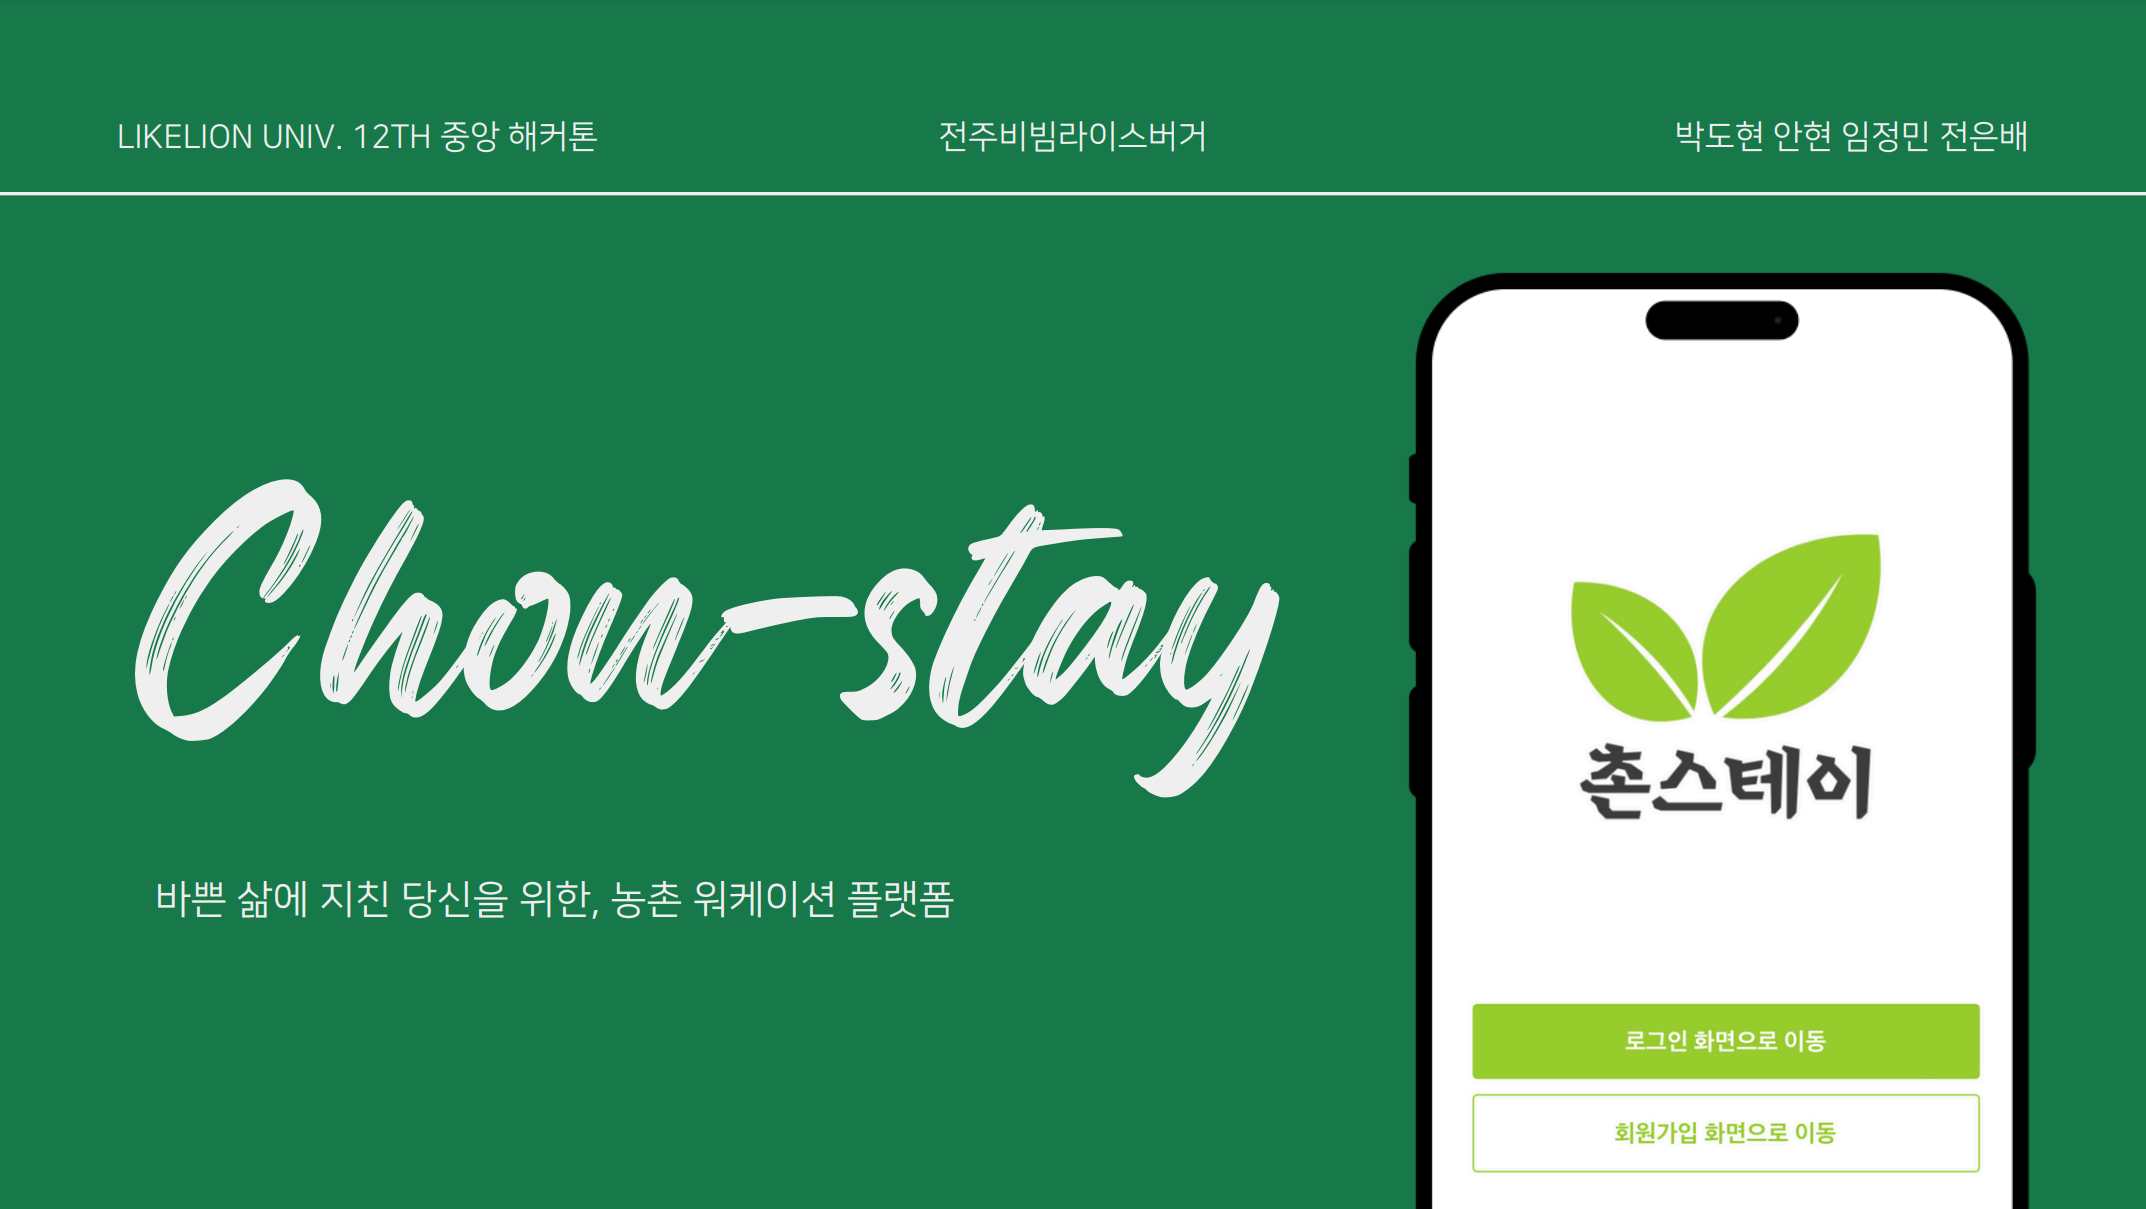 LIKELION UNIV. 12TH 중앙 해커톤
전주비빔라이스버거
박도현 안현 임정민 전은배
Chon-stay
바쁜 삶에 지친 당신을 위한, 농촌 워케이션 플랫폼
촌스테이
로그인 화면으로 이동
회원가입 화면으로 이동